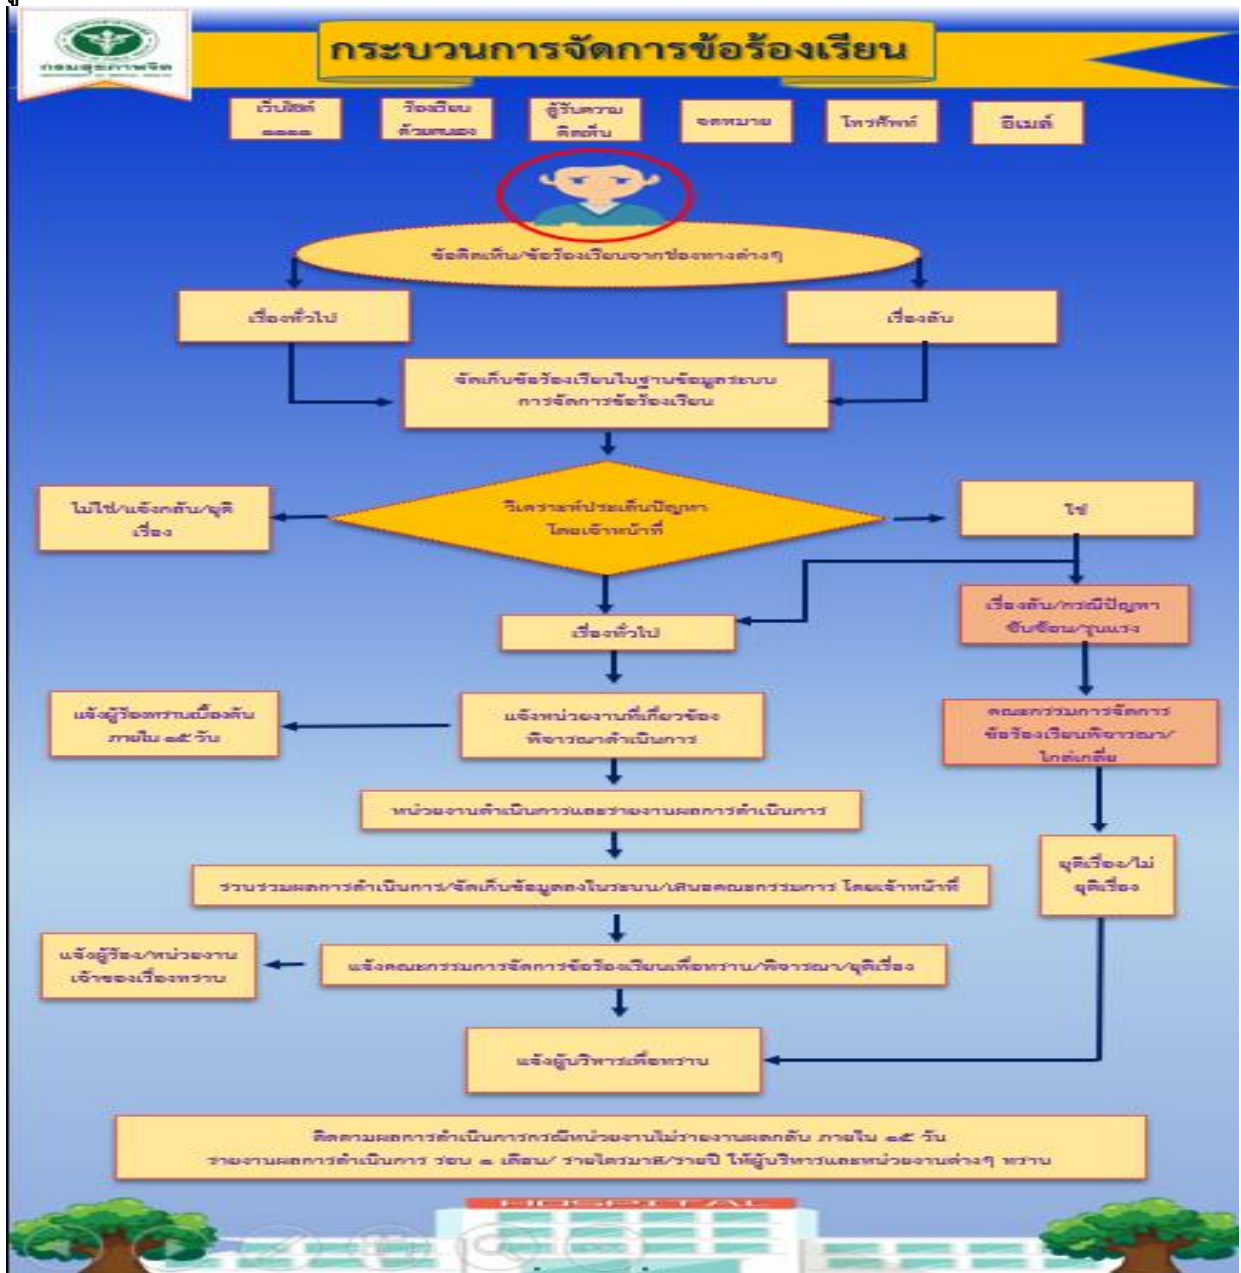 กรมสุขภาพจิต
กระบวนการจัดการข้อร้องเรียน
เว็บไซต์
๑๑๑๑
ร้องเรียน
ด้วยตนเอง
ตู้รับความ
คิดเห็น
จดหมาย
โทรศัพท์
อีเมล์
ข้อคิดเห็น/ข้อร้องเรียนจากช่องทางต่างๆ
เรื่องทั่วไป
เรื่องลับ
จัดเก็บข้อร้องเรียนในฐานข้อมูลระบบ
การจัดการข้อร้องเรียน
วิเคราะห์ประเด็นปัญหา
โดยเจ้าหน้าที่
ไม่ใช่/แจ้งกลับ/ยุติ
เรื่อง
ใช่
เรื่องทั่วไป
เรื่องลับ/กรณีปัญหา
ซับซ้อน/รุนแรง
แจ้งผู้ร้องทราบเบื้องต้น
ภายใน ๑๕ วัน
แจ้งหน่วยงานที่เกี่ยวข้อง
พิจารณาดำเนินการ
คณะกรรมการจัดการ
ข้อร้องเรียนพิจารณา/
ไกล่เกลี่ย
หน่วยงานดำเนินการและรายงานผลการดำเนินการ
ยุติเรื่อง/ไม่
ยุติเรื่อง
รวบรวมผลการดำเนินการ/จัดเก็บข้อมูลลงในระบบ/เสนอคณะกรรมการ โดยเจ้าหน้าที่
แจ้งผู้ร้อง/หน่วยงาน
เจ้าของเรื่องทราบ
แจ้งคณะกรรมการจัดการข้อร้องเรียนเพื่อทราบ/พิจารณา/ยุติเรื่อง
แจ้งผู้บริหารเพื่อทราบ
ติดตามผลการดำเนินการกรณีหน่วยงานไม่รายงานผลกลับ ภายใน ๑๕ วัน
รายงานผลการดำเนินการ รอบ ๑ เดือน/ รายไตรมาส/รายปี ให้ผู้บริหารและหน่วยงานต่างๆ ทราบ
HOSPITAL